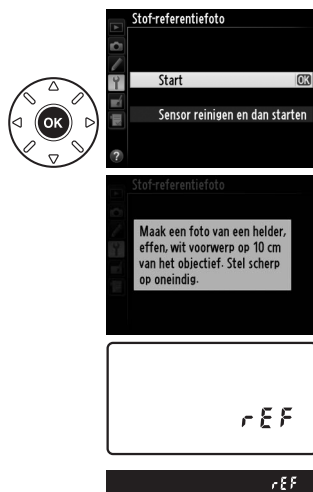 Stof-referentiefoto
Start OK
OK
Sensor reinigen en dan starten
?
Stof-referentiefoto
Maak een foto van een helder,
effen, wit voorwerp op 10 cm
van het objectief. Stel scherp
op oneindig.
rEF
rEF